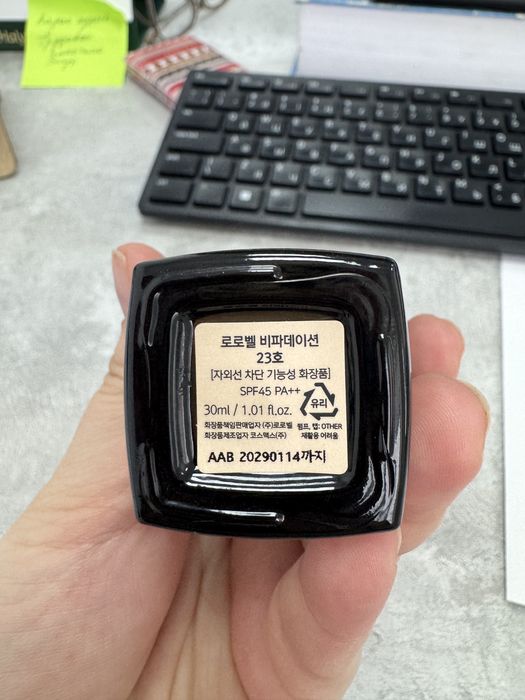 로로벨 비파데이션
23호
[자외선 차단 기능성 화장품]
SPF45 PA++
30ml / 1.01 fl.oz.
유리
화장품책임판매업자 (주)로로벨
화장품제조업자 코스맥스(주)
펌프, 캡: OTHER
재활용 어려움
AAB 20290114까지